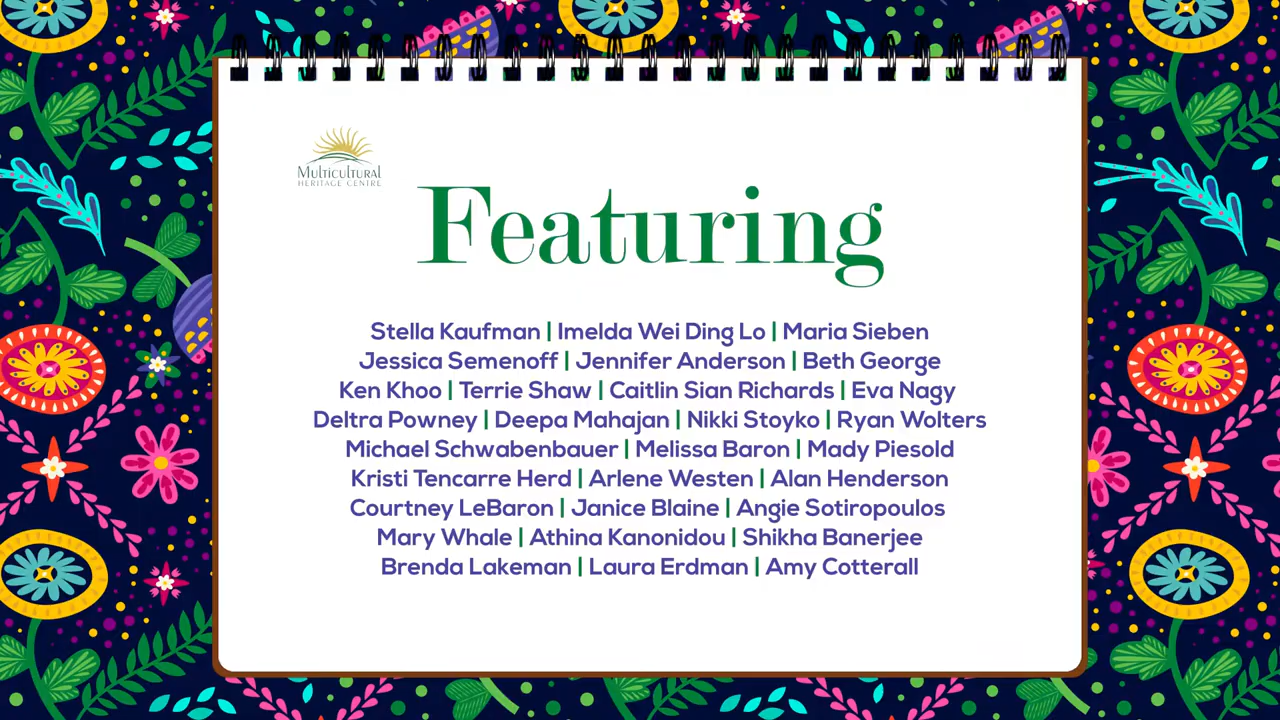 Multicultural
HERITAGE CENTRE
Featuring
Stella Kaufman | Imelda Wei Ding Lo | Maria Sieben
Jessica Semenoff | Jennifer Anderson | Beth George
Ken Khoo | Terrie Shaw | Caitlin Sian Richards | Eva Nagy
Deltra Powney | Deepa Mahajan | Nikki Stoyko | Ryan Wolters
Michael Schwabenbauer | Melissa Baron | Mady Piesold
Kristi Tencarre Herd | Arlene Westen | Alan Henderson
Courtney LeBaron | Janice Blaine | Angie Sotiropoulos
Mary Whale | Athina Kanonidou | Shikha Banerjee
Brenda Lakeman | Laura Erdman | Amy Cotterall